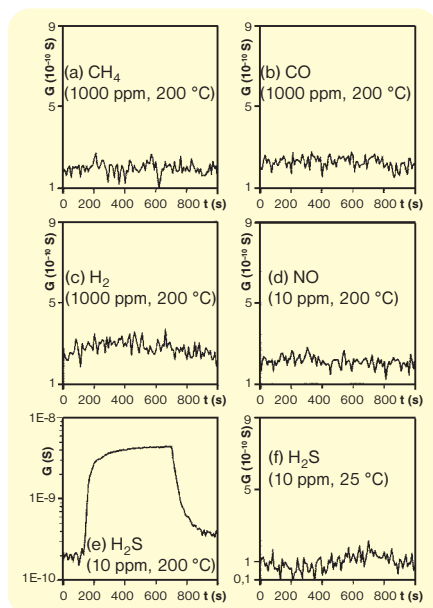 9
G (10⁻¹⁰ S)
5
1
(a) CH₄
(1000 ppm, 200 °C)
0 200 400 600 800 t (s)
9
G (10⁻¹⁰ S)
5
1
(b) CO
(1000 ppm, 200 °C)
0 200 400 600 800 t (s)
9
G (10⁻¹⁰ S)
5
1
(c) H₂
(1000 ppm, 200 °C)
0 200 400 600 800 t (s)
9
G (10⁻¹⁰ S)
5
1
(d) NO
(10 ppm, 200 °C)
0 200 400 600 800 t (s)
1E-8
G (S)
1E-9
1E-10
(e) H₂S
(10 ppm, 200 °C)
0 200 400 600 800 t (s)
9
G (10⁻¹⁰ S)
5
1
0,1
(f) H₂S
(10 ppm, 25 °C)
0 200 400 600 800 t (s)